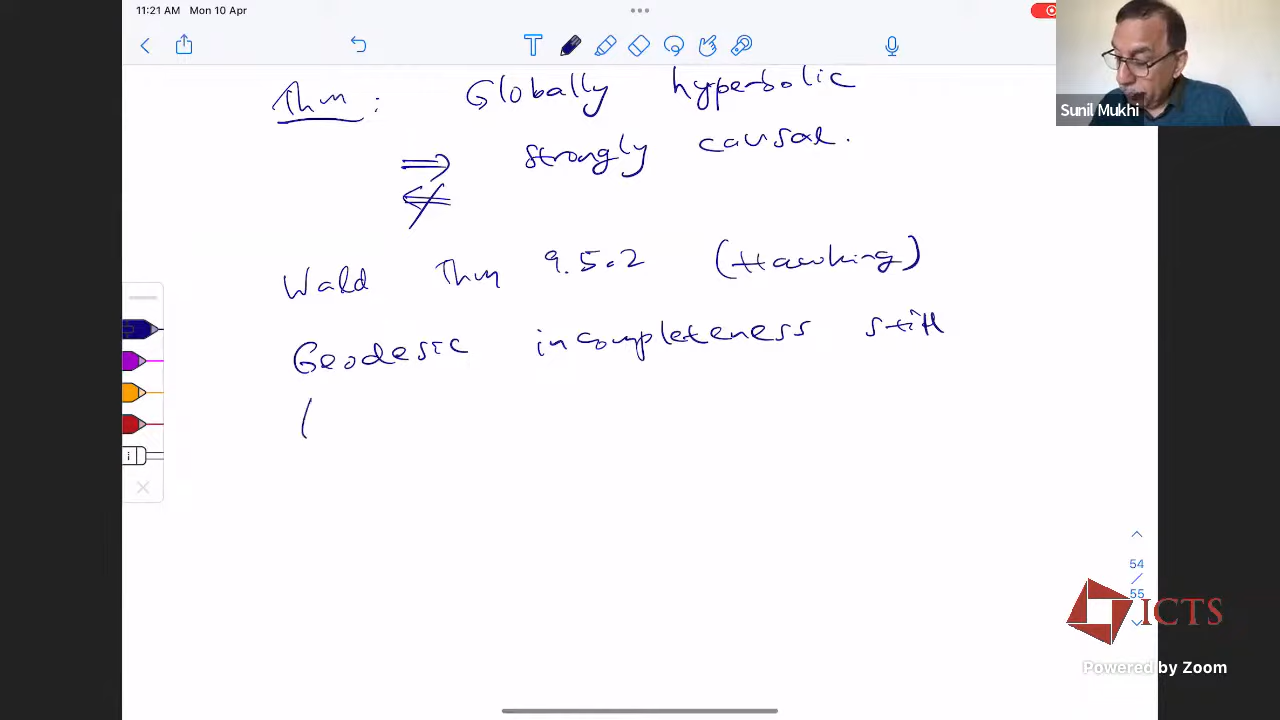 11:21 AM Mon 10 Apr
Thm : Globally hyperbolic
⇒ strongly causal.
Wald Thm 9.5.2 (Hawking)
Geodesic incompleteness still
(
Sunil Mukhi
54
/
55
ICTS
Powered by Zoom